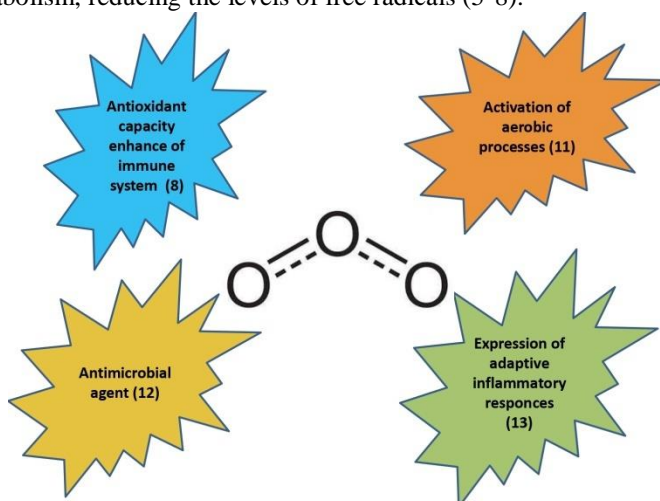 reducing the levels of free radicals (5-8).
Antioxidant
capacity
enhance of
immune
system (8)
Activation of
aerobic
processes (11)
O
O
O
Antimicrobial
agent (12)
Expression of
adaptive
inflammatory
responces
(13)